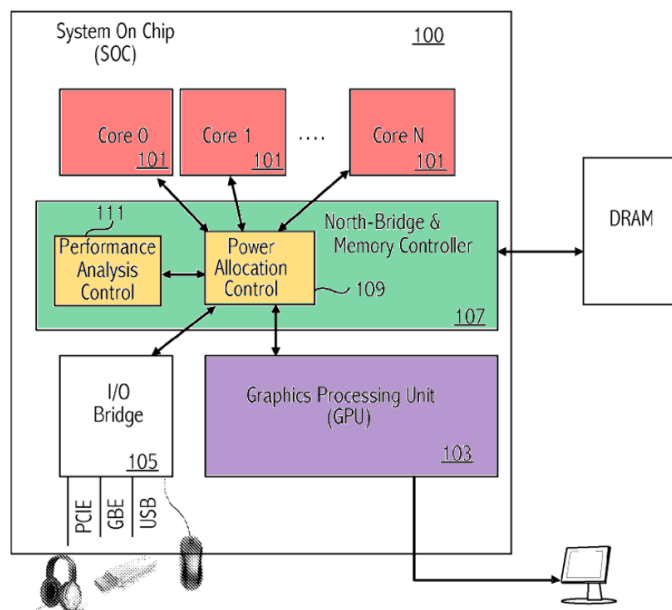 System On Chip
(SOC)
100
Core 0
101
Core 1
101
....
Core N
101
111
Performance
Analysis
Control
Power
Allocation
Control
109
North-Bridge &
Memory Controller
107
DRAM
I/O
Bridge
105
Graphics Processing Unit
(GPU)
103
PCIE
GBE
USB